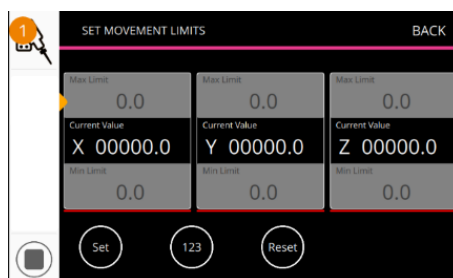 1
SET MOVEMENT LIMITS BACK
Max Limit Max Limit Max Limit
0.0 0.0 0.0
Current Value Current Value Current Value
X 00000.0 Y 00000.0 Z 00000.0
Min Limit Min Limit Min Limit
0.0 0.0 0.0
Set 123 Reset